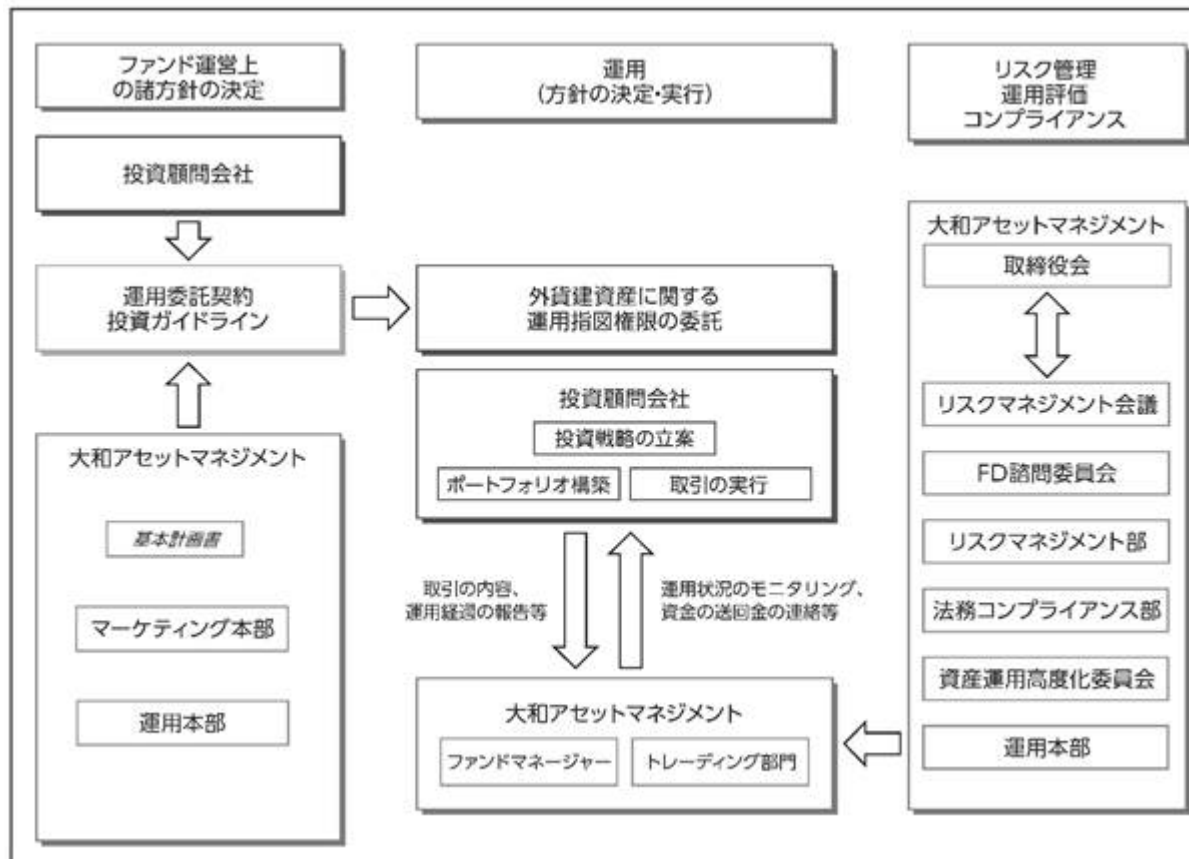 ファンド運営上
の諸方針の決定
投資顧問会社
運用委託契約
投資ガイドライン
大和アセットマネジメント
基本計画書
マーケティング本部
運用本部
運用
(方針の決定・実行)
外貨建資産に関する
運用指図権限の委託
投資顧問会社
投資戦略の立案
ポートフォリオ構築
取引の実行
取引の内容、
運用経過の報告等
運用状況のモニタリング、
資金の送回金の連絡等
大和アセットマネジメント
ファンドマネージャー
トレーディング部門
リスク管理
運用評価
コンプライアンス
大和アセットマネジメント
取締役会
リスクマネジメント会議
FD諮問委員会
リスクマネジメント部
法務コンプライアンス部
資産運用高度化委員会
運用本部